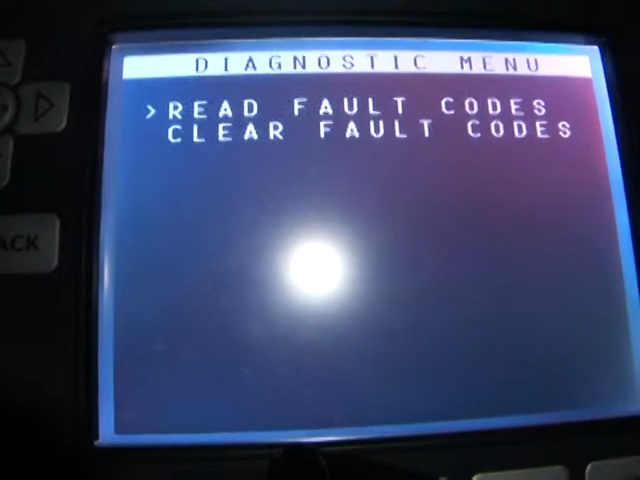 DIAGNOSTIC MENU
>READ FAULT CODES
CLEAR FAULT CODES
ACK